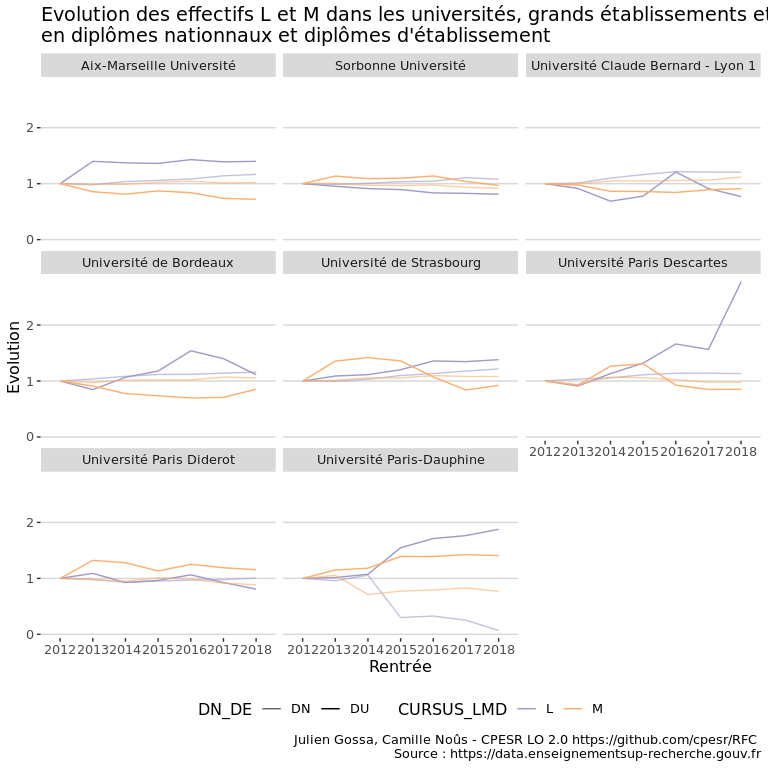 Evolution des effectifs L et M dans les universités, grands établissements et
en diplômes nationnaux et diplômes d'établissement
Aix-Marseille Université
Sorbonne Université
Université Claude Bernard - Lyon 1
2
1
0
Université de Bordeaux
Université de Strasbourg
Université Paris Descartes
2
1
0
2012 2013 2014 2015 2016 2017 2018
Université Paris Diderot
Université Paris-Dauphine
2
1
0
2012 2013 2014 2015 2016 2017 2018
2012 2013 2014 2015 2016 2017 2018
Evolution
Rentrée
DN_DE DN DU CURSUS_LMD L M
Julien Gossa, Camille Noûs - CPESR LO 2.0 https://github.com/cpesr/RFC
Source : https://data.enseignementsup-recherche.gouv.fr